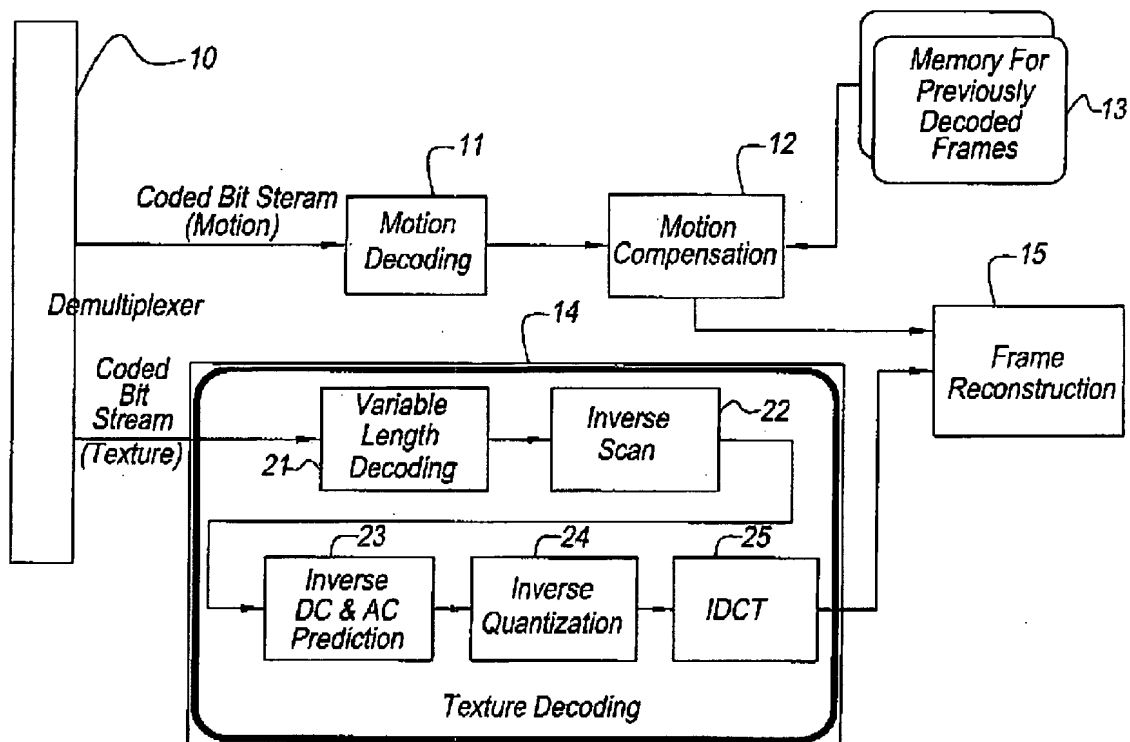 10
Memory For
Previously
Decoded
Frames
13
11
12
Coded Bit Steram
(Motion)
Motion
Decoding
Motion
Compensation
15
Demultiplexer
14
Frame
Reconstruction
Coded
Bit
Stream
(Texture)
Variable
Length
Decoding
21
Inverse
Scan
22
23
24
25
Inverse
DC & AC
Prediction
Inverse
Quantization
IDCT
Texture Decoding